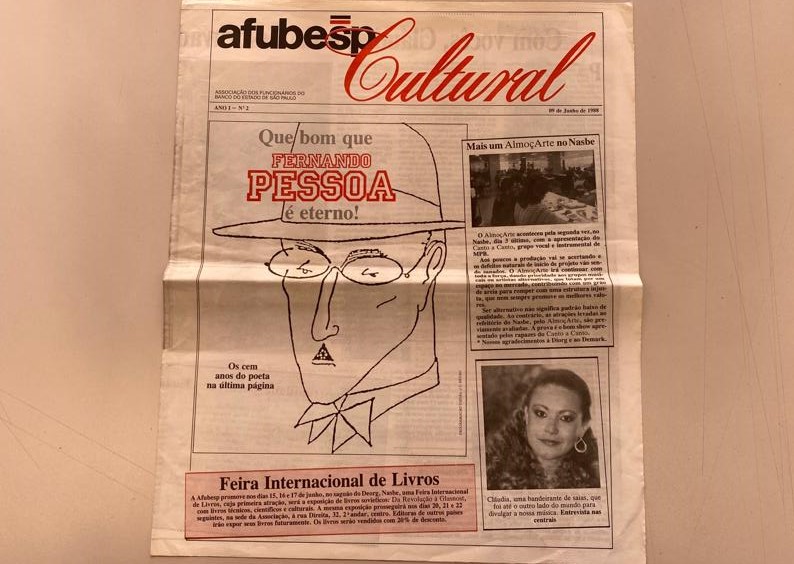 afubesp
Cultural
ASSOCIAÇÃO DOS FUNCIONÁRIOS DO
BANCO DO ESTADO DE SÃO PAULO
ANO I — Nº 2
09 de Junho de 1988
Que bom que
FERNANDO
PESSOA
é eterno!
Os cem
anos do poeta
na última página
Mais um AlmoçArte no Nasbe
O AlmoçArte aconteceu pela segunda vez, no
Nasbe, dia 3 último, com a apresentação do
Canto a Canto, grupo vocal e instrumental de
MPB.
Aos poucos a produção vai se acertando e
os defeitos naturais de início de projeto vão sen-
do sanados. O AlmoçArte irá continuar com
toda a força, dando prioridade aos grupos musi-
cais ou artistas alternativos, que lutam por um
espaço no mercado, contribuindo com um grão
de areia para romper com uma estrutura injus-
ta, que nem sempre promove os melhores valo-
res.
Ser alternativo não significa padrão baixo de
qualidade. Ao contrário, as atrações levadas ao
refeitório do Nasbe, pelo AlmoçArte, são pre-
viamente avaliadas. A prova é o bom show apre-
sentado pelos rapazes do Canto a Canto.
* Nossos agradecimentos à Diorg e ao Demark.
Cláudia, uma bandeirante de saias, que
foi até o outro lado do mundo para
divulgar a nossa música. Entrevista nas
centrais
Feira Internacional de Livros
A Afubesp promove nos dias 15, 16 e 17 de junho, no saguão do Deorg, Nasbe, uma Feira Internacional
de Livros, cuja primeira atração, será a exposição de livros soviéticos: Da Revolução à Glasnost,
com livros técnicos, científicos e culturais. A mesma exposição prosseguirá nos dias 20, 21 e 22
seguintes, na sede da Associação, à rua Direita, 32, 2º andar, centro. Editoras de outros países
irão expor seus livros futuramente. Os livros serão vendidos com 20% de desconto.